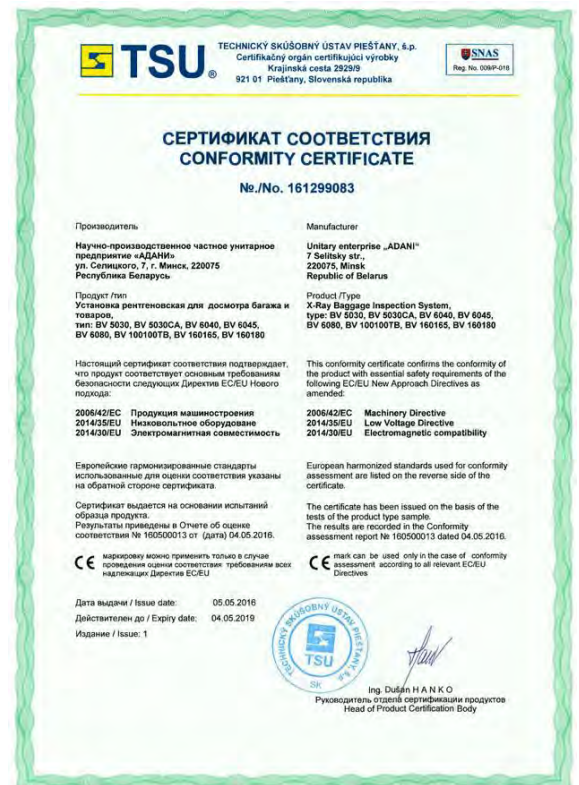 TSU®
TECHNICKÝ SKÚŠOBNÝ ÚSTAV PIEŠŤANY, š.p.
Certifikačný orgán certifikujúci výrobky
Krajinská cesta 2929/9
921 01 Piešťany, Slovenská republika
SNAS
Reg. No. 009/P-018
СЕРТИФИКАТ СООТВЕТСТВИЯ
CONFORMITY CERTIFICATE
№./No. 161299083
Производитель
Научно-производственное частное унитарное
предприятие «АДАНИ»
ул. Селицкого, 7, г. Минск, 220075
Республика Беларусь
Продукт /тип
Установка рентгеновская для досмотра багажа и
товаров,
тип: BV 5030, BV 5030CA, BV 6040, BV 6045,
BV 6080, BV 100100TB, BV 160165, BV 160180
Настоящий сертификат соответствия подтверждает,
что продукт соответствует основным требованиям
безопасности следующих Директив EC/EU Нового
подхода:
2006/42/EC Продукция машиностроения
2014/35/EU Низковольтное оборудоване
2014/30/EU Электромагнитная совместимость
Европейские гармонизированные стандарты
использованные для оценки соответствия указаны
на обратной стороне сертификата.
Сертификат выдается на основании испытаний
образца продукта.
Результаты приведены в Отчете об оценке
соответствия № 160500013 от (дата) 04.05.2016.
CE маркировку можно применить только в случае
проведения оценки соответствия требованиям всех
надлежащих Директив EC/EU
Manufacturer
Unitary enterprise „ADANI“
7 Selitsky str.,
220075, Minsk
Republic of Belarus
Product /Type
X-Ray Baggage Inspection System,
type: BV 5030, BV 5030CA, BV 6040, BV 6045,
BV 6080, BV 100100TB, BV 160165, BV 160180
This conformity certificate confirms the conformity of
the product with essential safety requirements of the
following EC/EU New Approach Directives as
amended:
2006/42/EC Machinery Directive
2014/35/EU Low Voltage Directive
2014/30/EU Electromagnetic compatibility
European harmonized standards used for conformity
assessment are listed on the reverse side of the
certificate.
The certificate has been issued on the basis of the
tests of the product type sample.
The results are recorded in the Conformity
assessment report № 160500013 dated 04.05.2016.
CE mark can be used only in the case of conformity
assessment according to all relevant EC/EU
Directives
Дата выдачи / Issue date: 05.05.2016
Действителен до / Expiry date: 04.05.2019
Издание / Issue: 1
TECHNICKÝ SKÚŠOBNÝ ÚSTAV PIEŠŤANY, š.p.
TSU
SK
Ing. Dušan H A N K O
Руководитель отдела сертификации продуктов
Head of Product Certification Body